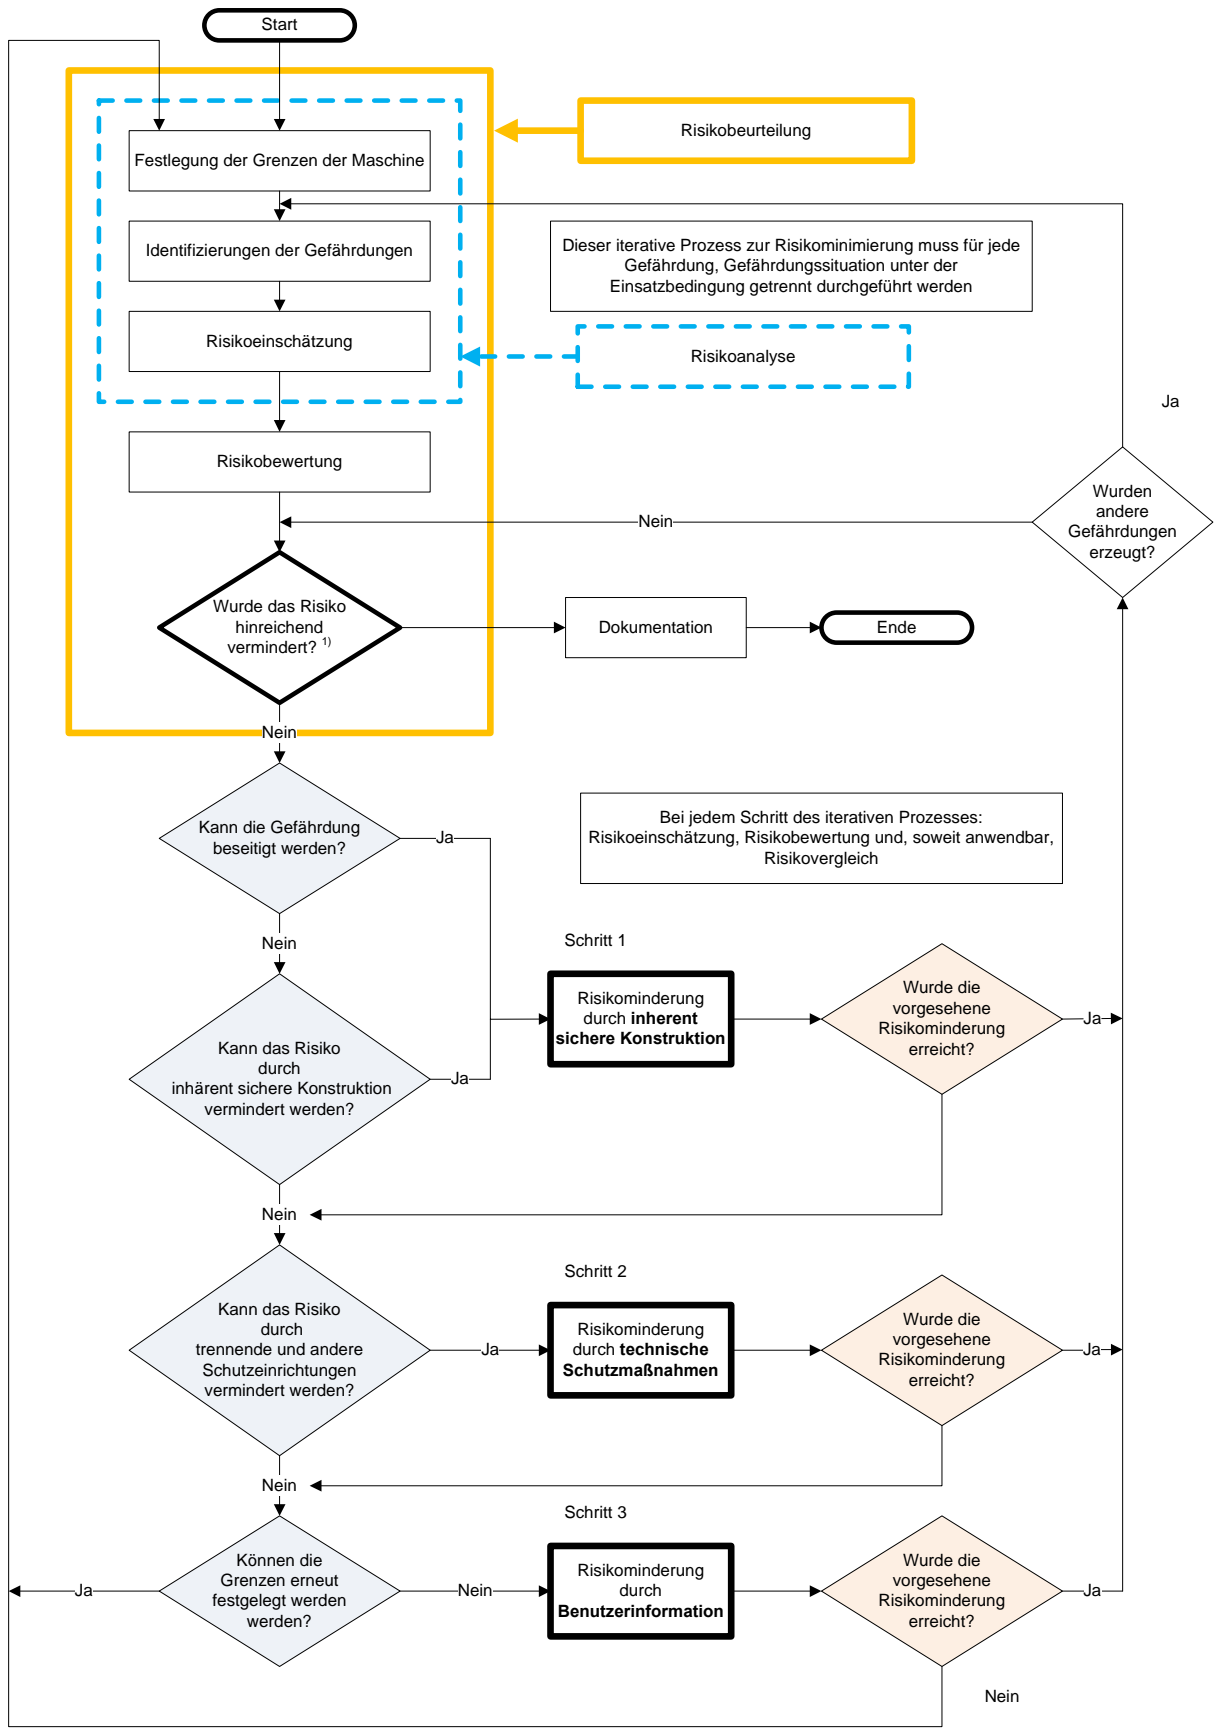 Start
Risikobeurteilung
Festlegung der Grenzen der Maschine
Identifizierungen der Gefährdungen
Dieser iterative Prozess zur Risikominimierung muss für jede
Gefährdung, Gefährdungssituation unter der
Einsatzbedingung getrennt durchgeführt werden
Risikoeinschätzung
Risikoanalyse
Ja
Risikobewertung
Wurden
andere
Gefährdungen
erzeugt?
Nein
Wurde das Risiko
hinreichend
vermindert? 1)
Dokumentation
Ende
Nein
Kann die Gefährdung
beseitigt werden?
Ja
Bei jedem Schritt des iterativen Prozesses:
Risikoeinschätzung, Risikobewertung und, soweit anwendbar,
Risikovergleich
Nein
Schritt 1
Risikominderung
durch inherent
sichere Konstruktion
Wurde die
vorgesehene
Risikominderung
erreicht?
Ja
Kann das Risiko
durch
inhärent sichere Konstruktion
vermindert werden?
Ja
Nein
Schritt 2
Kann das Risiko
durch
trennende und andere
Schutzeinrichtungen
vermindert werden?
Ja
Risikominderung
durch technische
Schutzmaßnahmen
Wurde die
vorgesehene
Risikominderung
erreicht?
Ja
Nein
Schritt 3
Ja
Können die
Grenzen erneut
festgelegt werden
werden?
Nein
Risikominderung
durch
Benutzerinformation
Wurde die
vorgesehene
Risikominderung
erreicht?
Ja
Nein